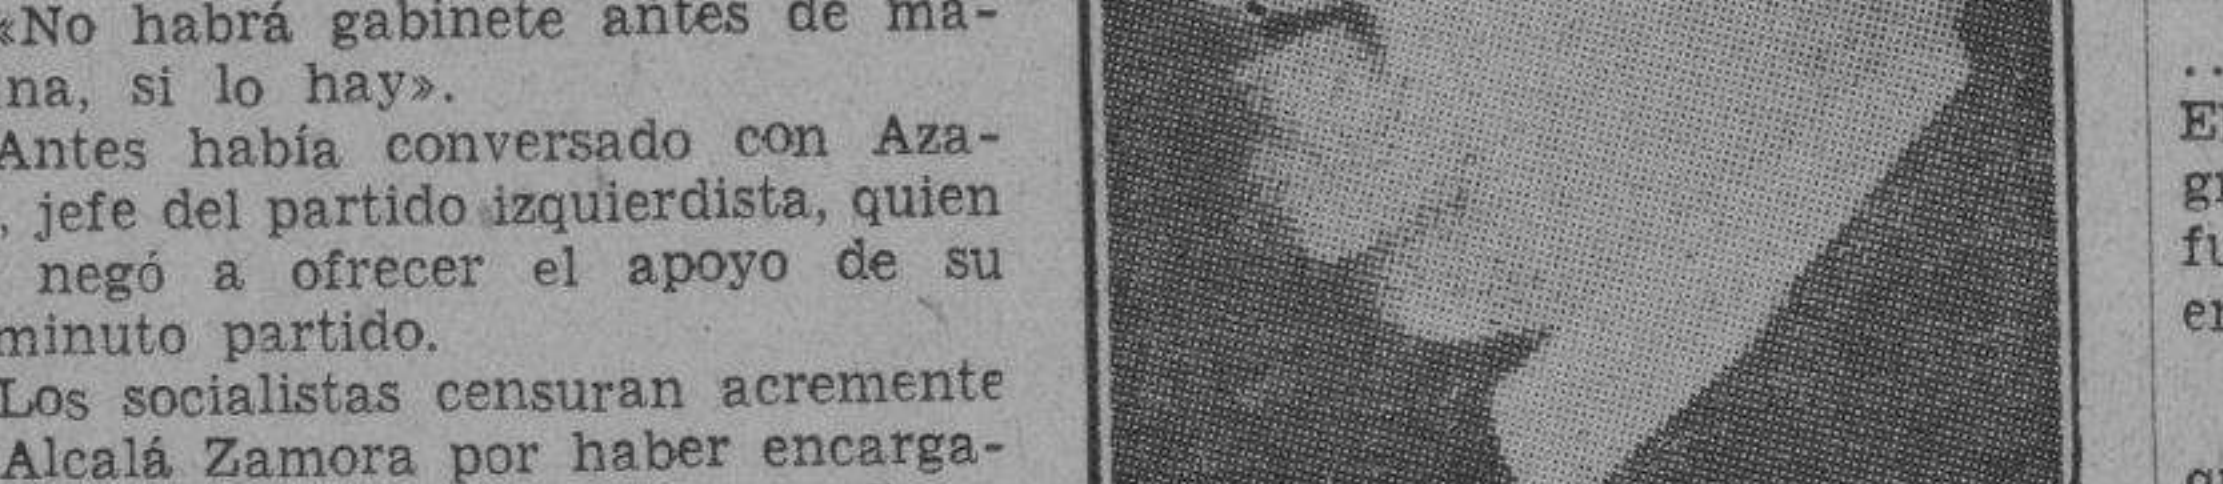 «No habrá gabinete antes de ma-
na, si lo hay».
Antes había conversado con Aza-
, jefe del partido izquierdista, quien
negó a ofrecer el apoyo de su
minuto partido.
Los socialistas censuran acremente
Alcalá Zamora por haber encarga-
..
E
g
f
e